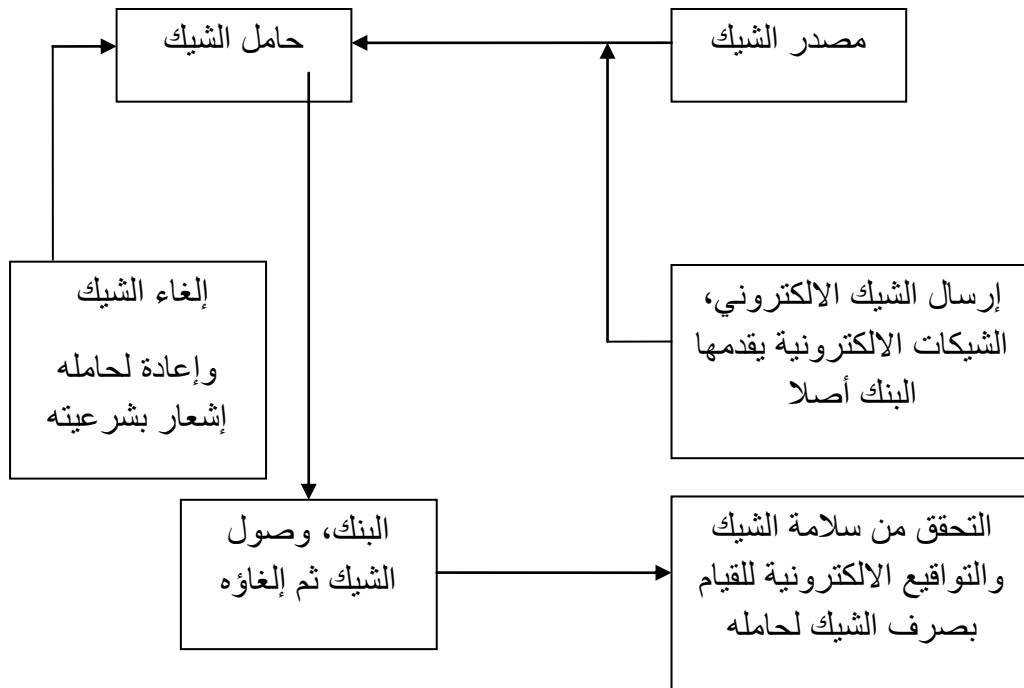 مصدر الشيك
حامل الشيك
إرسال الشيك الالكتروني،
الشيكات الالكترونية يقدمها
البنك أصلا
إلغاء الشيك
وإعادة لحامله
إشعار بشرعيته
التحقق من سلامة الشيك
والتواقيع الالكترونية للقيام
بصرف الشيك لحامله
البنك، وصول
الشيك ثم إلغاؤه